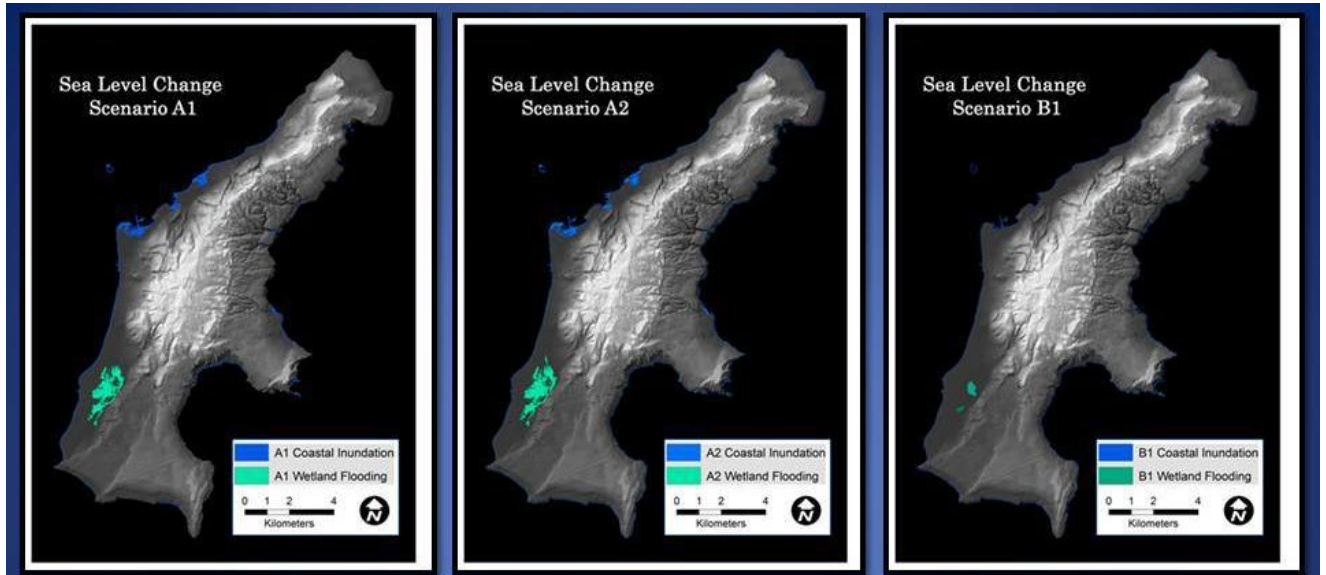 Sea Level Change
Scenario A1
A1 Coastal Inundation
A1 Wetland Flooding
0 1 2 4
Kilometers
N
Sea Level Change
Scenario A2
A2 Coastal Inundation
A2 Wetland Flooding
0 1 2 4
Kilometers
N
Sea Level Change
Scenario B1
B1 Coastal Inundation
B1 Wetland Flooding
0 1 2 4
Kilometers
N